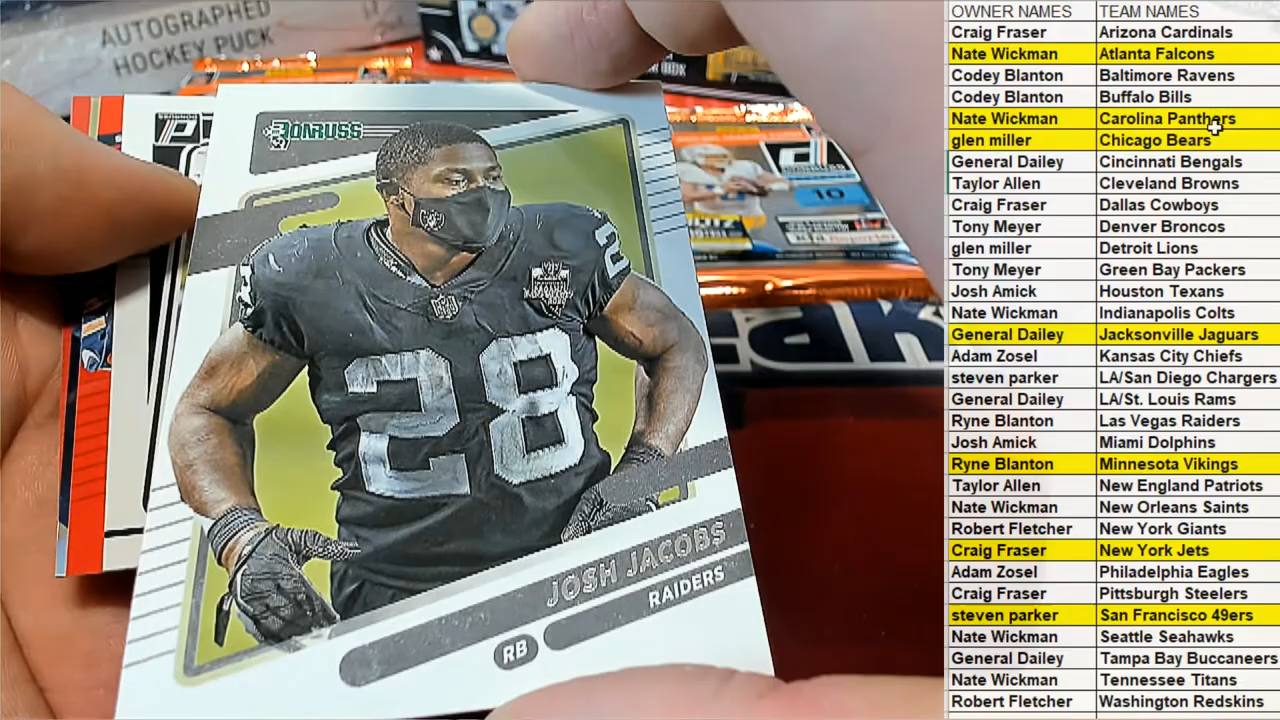 AUTOGRAPHED
HOCKEY PUCK
DONRUSS
28
2
10
28
JOSH JACOBS
RAIDERS
RB
eak
OWNER NAMES TEAM NAMES
Craig Fraser Arizona Cardinals
Nate Wickman Atlanta Falcons
Codey Blanton Baltimore Ravens
Codey Blanton Buffalo Bills
Nate Wickman Carolina Panthers
glen miller Chicago Bears
General Dailey Cincinnati Bengals
Taylor Allen Cleveland Browns
Craig Fraser Dallas Cowboys
Tony Meyer Denver Broncos
glen miller Detroit Lions
Tony Meyer Green Bay Packers
Josh Amick Houston Texans
Nate Wickman Indianapolis Colts
General Dailey Jacksonville Jaguars
Adam Zosel Kansas City Chiefs
steven parker LA/San Diego Chargers
General Dailey LA/St. Louis Rams
Ryne Blanton Las Vegas Raiders
Josh Amick Miami Dolphins
Ryne Blanton Minnesota Vikings
Taylor Allen New England Patriots
Nate Wickman New Orleans Saints
Robert Fletcher New York Giants
Craig Fraser New York Jets
Adam Zosel Philadelphia Eagles
Craig Fraser Pittsburgh Steelers
steven parker San Francisco 49ers
Nate Wickman Seattle Seahawks
General Dailey Tampa Bay Buccaneers
Nate Wickman Tennessee Titans
Robert Fletcher Washington Redskins